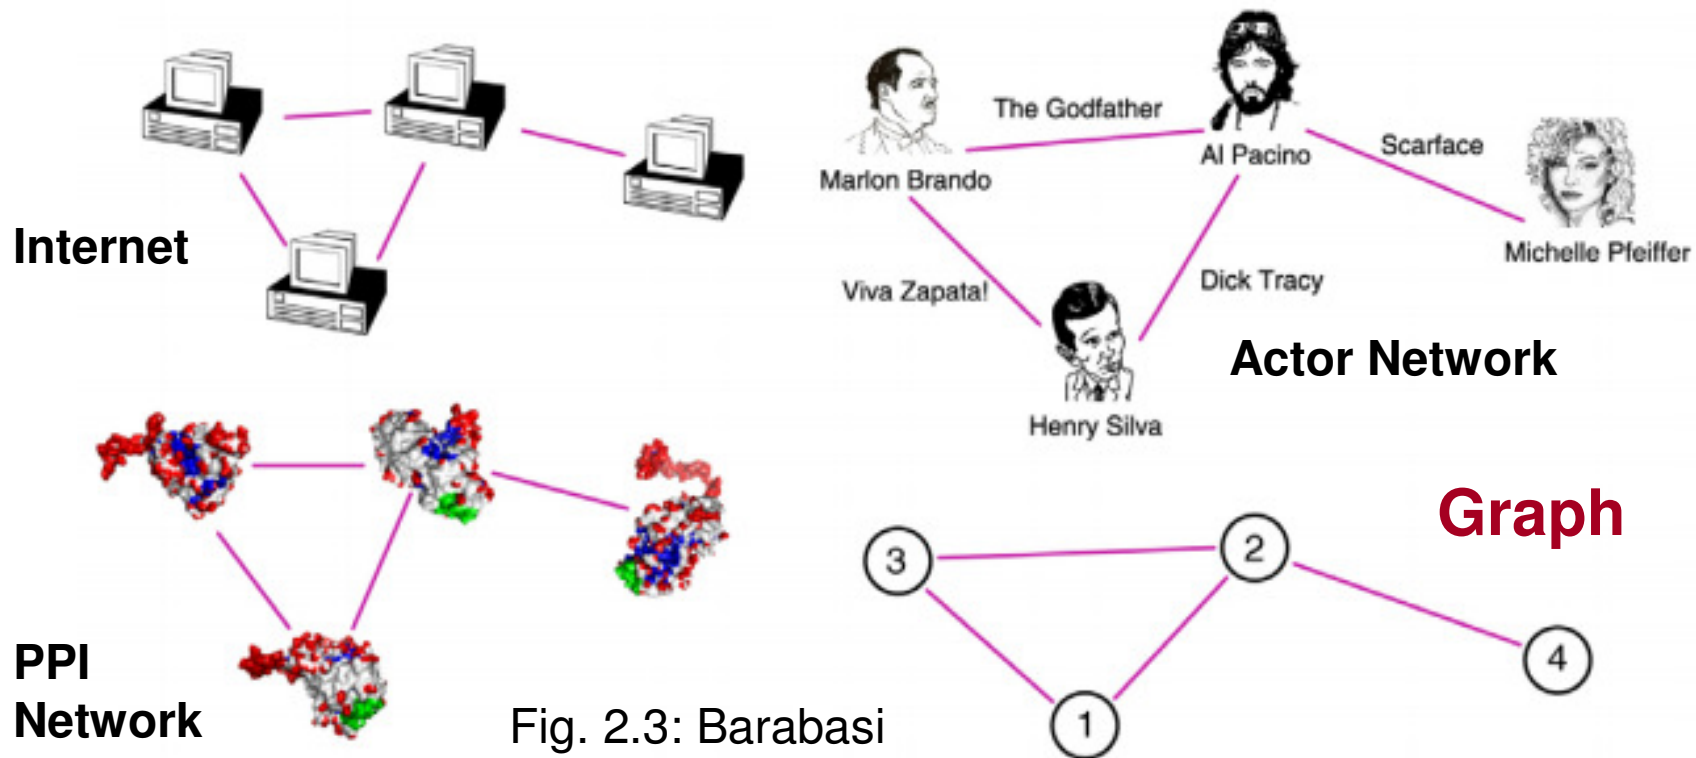 Internet
The Godfather
Marlon Brando
Al Pacino
Scarface
Michelle Pfeiffer
Viva Zapata!
Dick Tracy
Henry Silva
Actor Network
PPI
Network
Fig. 2.3: Barabasi
Graph
3
2
4
1